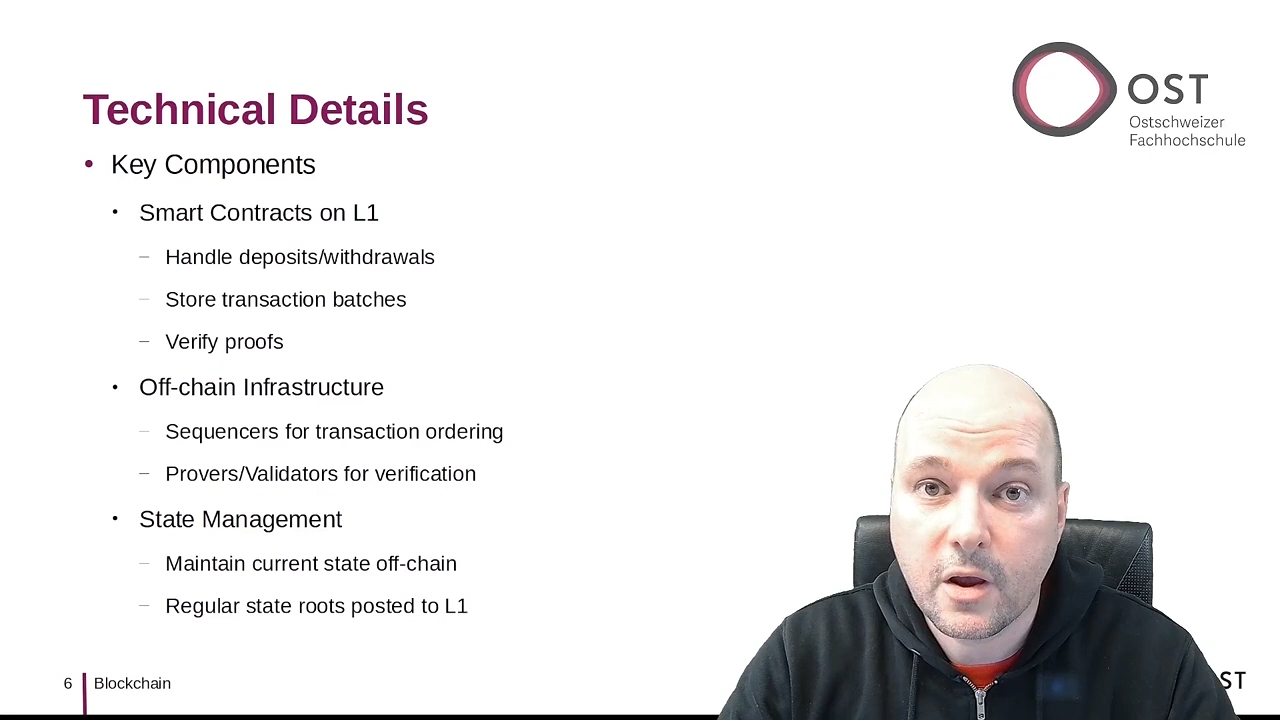 Technical Details
OST
Ostschweizer
Fachhochschule
• Key Components
• Smart Contracts on L1
– Handle deposits/withdrawals
– Store transaction batches
– Verify proofs
• Off-chain Infrastructure
– Sequencers for transaction ordering
– Provers/Validators for verification
• State Management
– Maintain current state off-chain
– Regular state roots posted to L1
6 Blockchain
ST